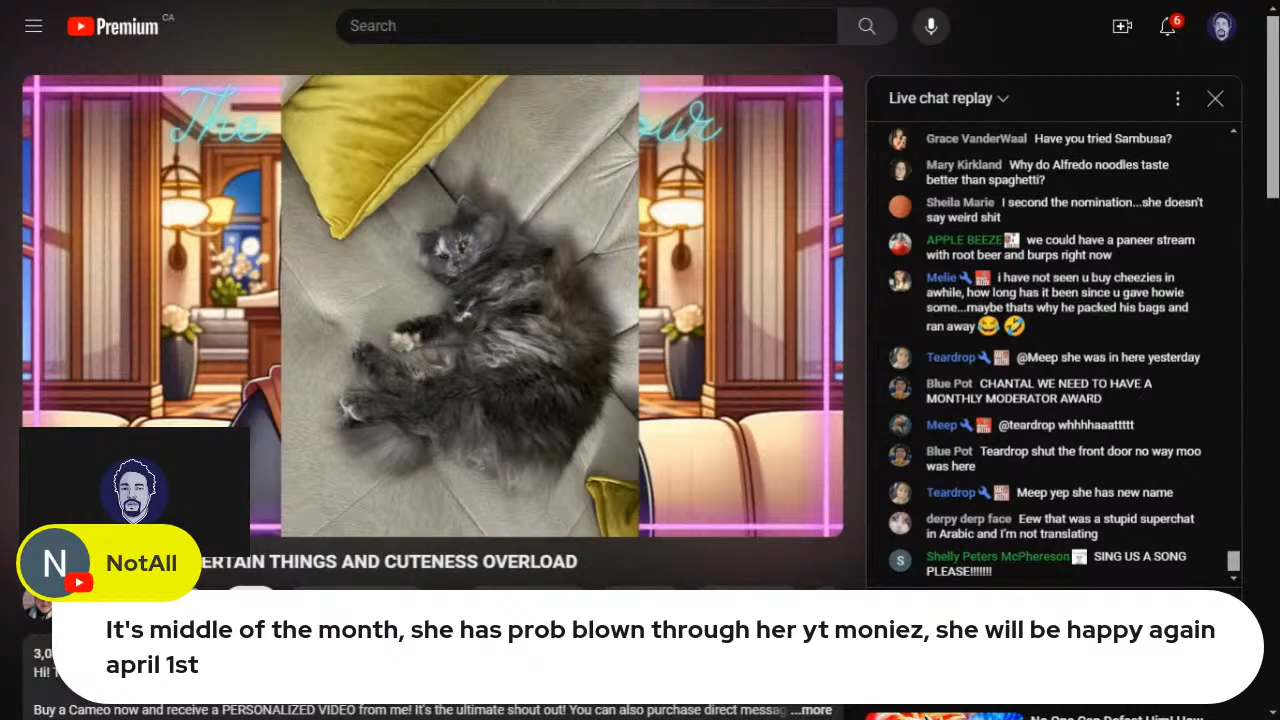 Premium CA
Search
6
The
our
Live chat replay
Grace VanderWaal Have you tried Sambusa?
Mary Kirkland Why do Alfredo noodles taste
better than spaghetti?
Sheila Marie I second the nomination...she doesn't
say weird shit
APPLE BEEZE we could have a paneer stream
with root beer and burps right now
Melie i have not seen u buy cheezies in
awhile, how long has it been since u gave howie
some...maybe thats why he packed his bags and
ran away 😂 🤣
Teardrop @Meep she was in here yesterday
Blue Pot CHANTAL WE NEED TO HAVE A
MONTHLY MODERATOR AWARD
Meep @teardrop whhhhaaattttt
Blue Pot Teardrop shut the front door no way moo
was here
Teardrop Meep yep she has new name
derpy derp face Eew that was a stupid superchat
in Arabic and I'm not translating
S Shelly Peters McPhereson SING US A SONG
PLEASE!!!!!!!
ERTAIN THINGS AND CUTENESS OVERLOAD
N NotAll
It's middle of the month, she has prob blown through her yt moniez, she will be happy again
april 1st
3,0
Hi! T
Buy a Cameo now and receive a PERSONALIZED VIDEO from me! It's the ultimate shout out! You can also purchase direct messag ...more
No One Can Defeat Him! How